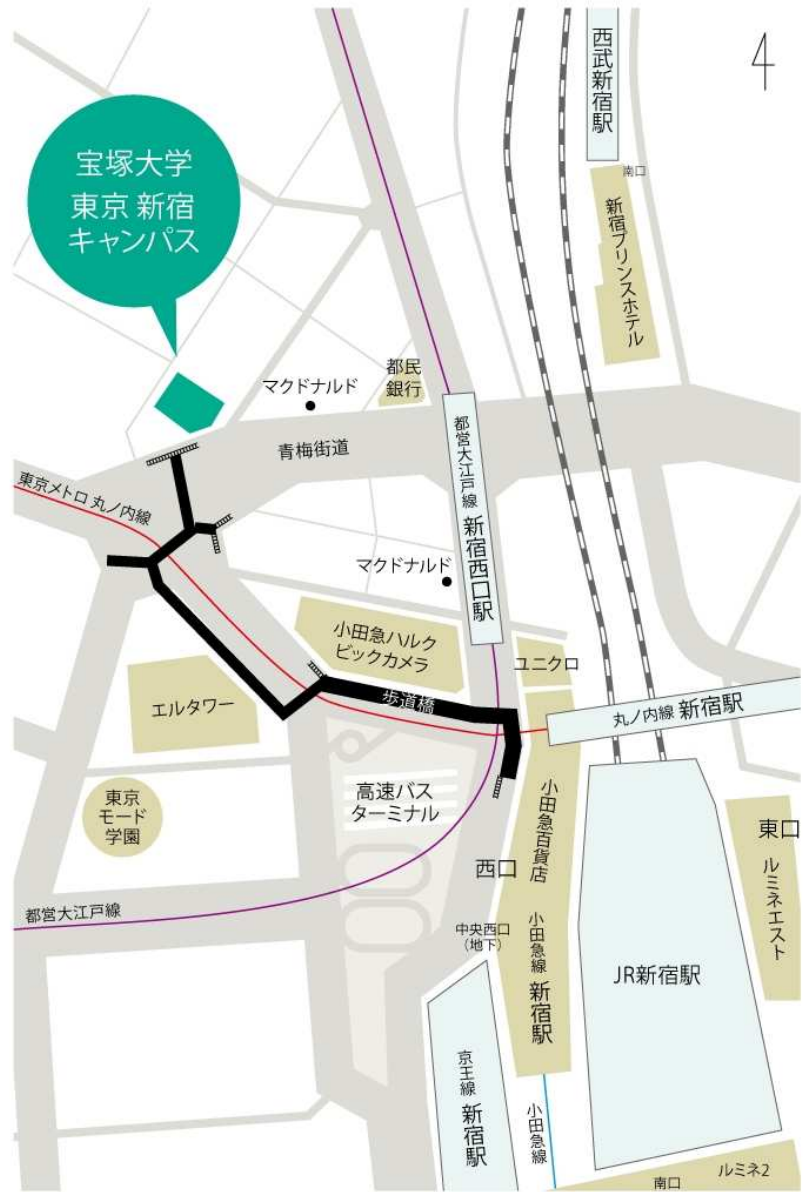 西武新宿駅
4
南口
新宿プリンスホテル
宝塚大学
東京 新宿
キャンパス
マクドナルド
都民
銀行
青梅街道
都営大江戸線 新宿西口駅
東京メトロ 丸ノ内線
マクドナルド
小田急ハルク
ビックカメラ
ユニクロ
歩道橋
エルタワー
丸ノ内線 新宿駅
東京
モード
学園
高速バス
ターミナル
小田急百貨店
西口
東口
ルミネエスト
都営大江戸線
中央西口
（地下）
小田急線 新宿駅
JR新宿駅
京王線 新宿駅
小田急線
南口
ルミネ2